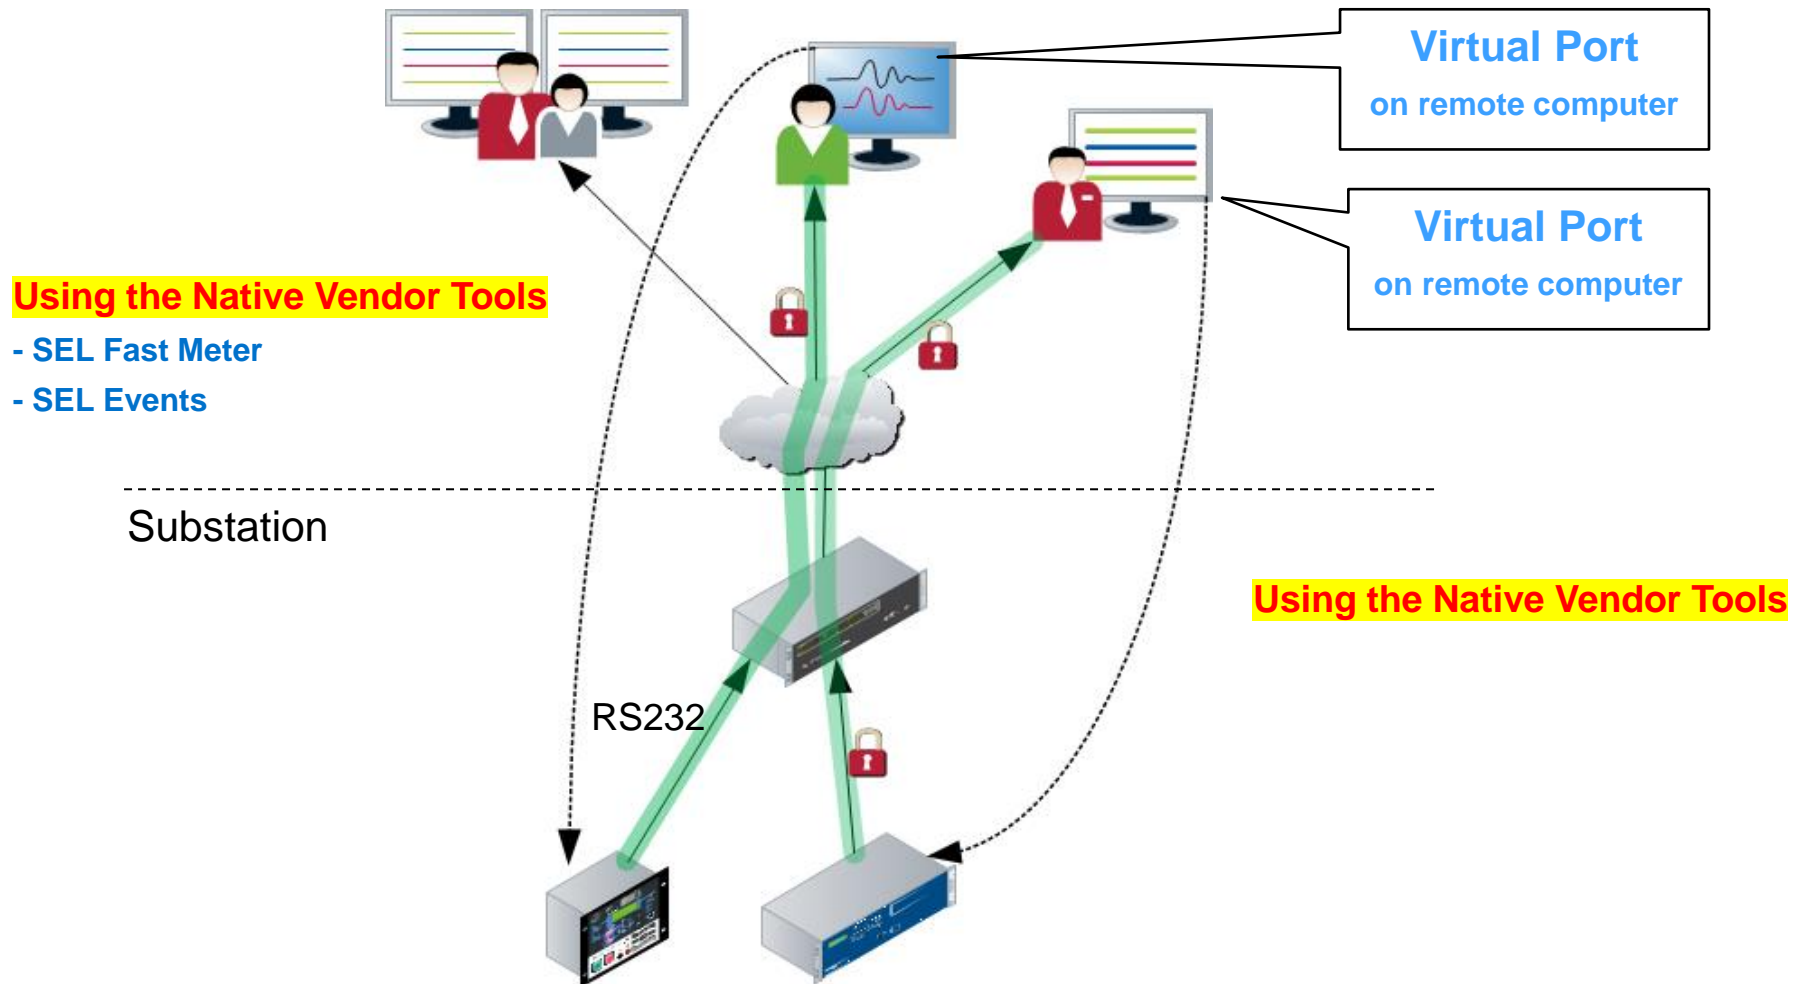 Virtual Port
on remote computer
Virtual Port
on remote computer
Using the Native Vendor Tools
- SEL Fast Meter
- SEL Events
Substation
Using the Native Vendor Tools
RS232